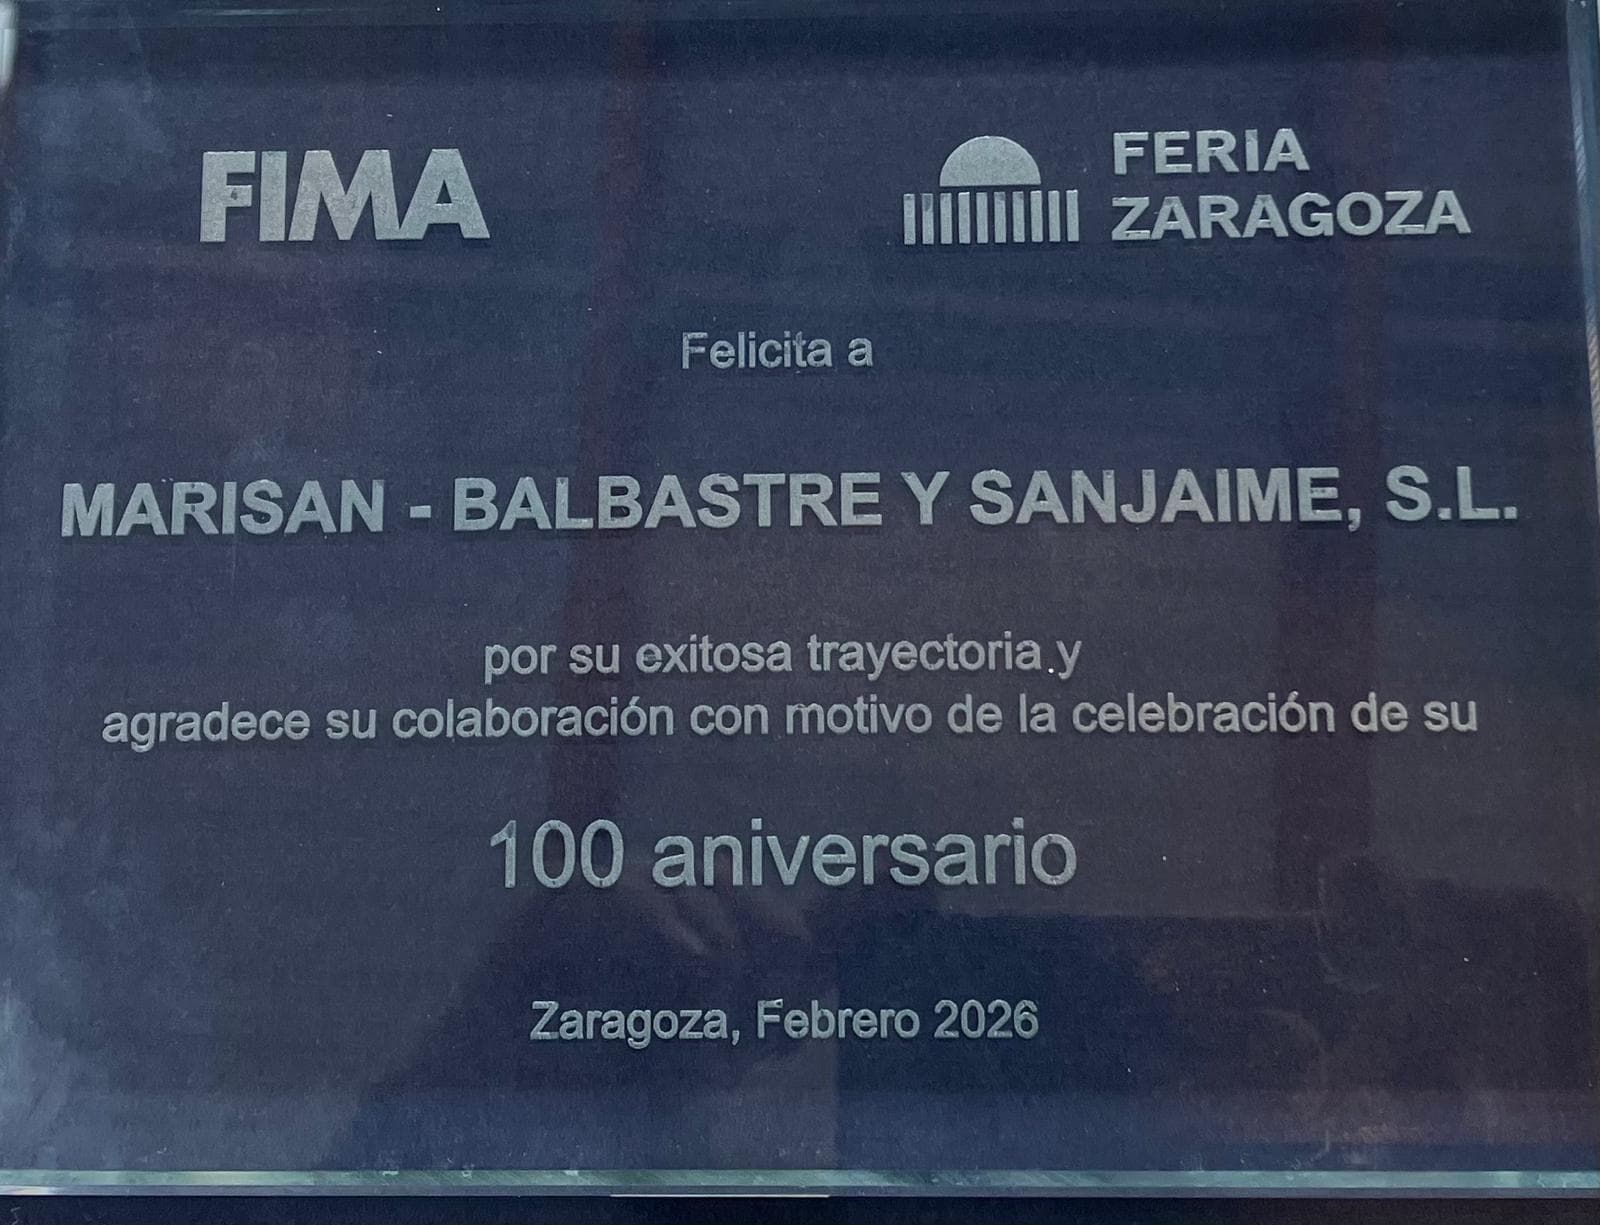 FIMA
FERIA
ZARAGOZA
Felicita a
MARISAN - BALBASTRE Y SANJAIME, S.L.
por su exitosa trayectoria y
agradece su colaboración con motivo de la celebración de su
100 aniversario
Zaragoza, Febrero 2026